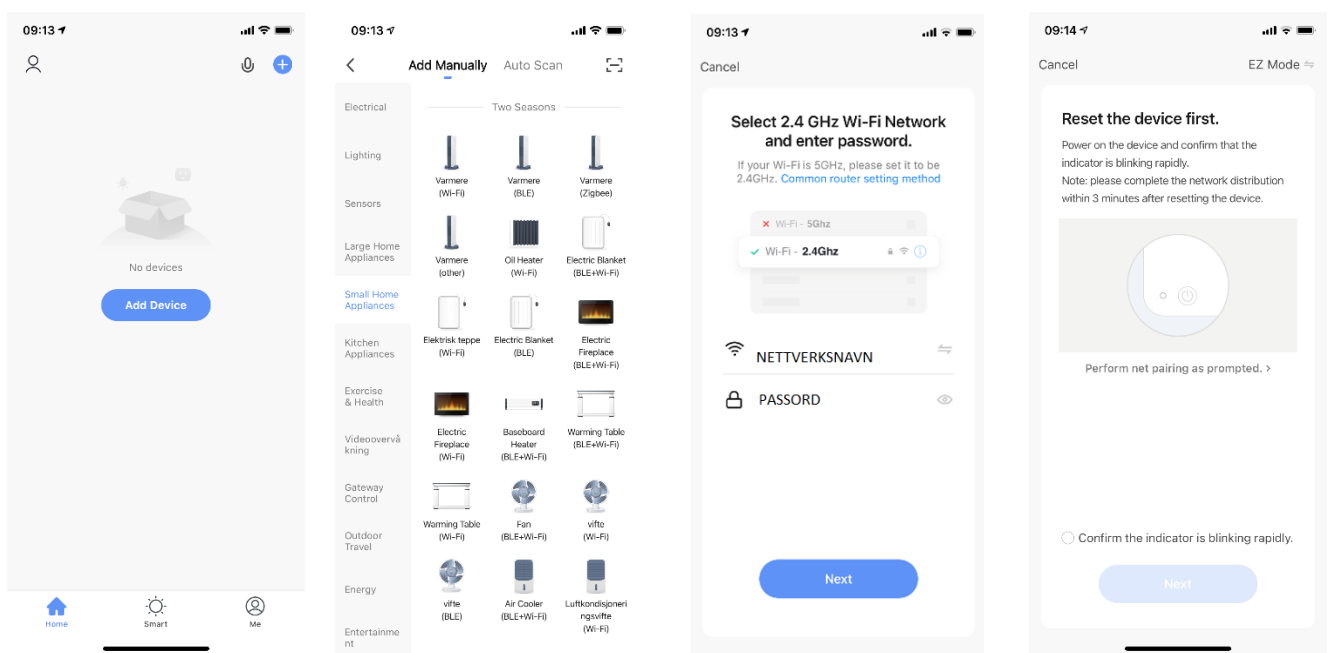 09:13
No devices
Add Device
Home
Smart
Me
09:13
Add Manually
Auto Scan
Electrical
Lighting
Sensors
Large Home
Appliances
Small Home
Appliances
Kitchen
Appliances
Exercise
& Health
Videoovervå
kning
Gateway
Control
Outdoor
Travel
Energy
Entertainme
nt
Two Seasons
Varmere
(Wi-Fi)
Varmere
(BLE)
Varmere
(Zigbee)
Varmere
(other)
Oil Heater
(Wi-Fi)
Electric Blanket
(BLE+Wi-Fi)
Elektrisk teppe
(Wi-Fi)
Electric Blanket
(BLE)
Electric
Fireplace
(BLE+Wi-Fi)
Electric
Fireplace
(Wi-Fi)
Baseboard
Heater
(BLE+Wi-Fi)
Warming Table
(BLE+Wi-Fi)
Warming Table
(Wi-Fi)
Fan
(BLE+Wi-Fi)
vifte
(Wi-Fi)
vifte
(BLE)
Air Cooler
(BLE+Wi-Fi)
Luftkondisjoneri
ngsvifte
(Wi-Fi)
09:13
Cancel
Select 2.4 GHz Wi-Fi Network
and enter password.
If your Wi-Fi is 5GHz, please set it to be
2.4GHz. Common router setting method
Wi-Fi - 5Ghz
Wi-Fi - 2.4Ghz
NETTVERKSNAVN
PASSORD
Next
09:14
Cancel
EZ Mode
Reset the device first.
Power on the device and confirm that the
indicator is blinking rapidly.
Note: please complete the network distribution
within 3 minutes after resetting the device.
Perform net pairing as prompted. >
Confirm the indicator is blinking rapidly.
Next